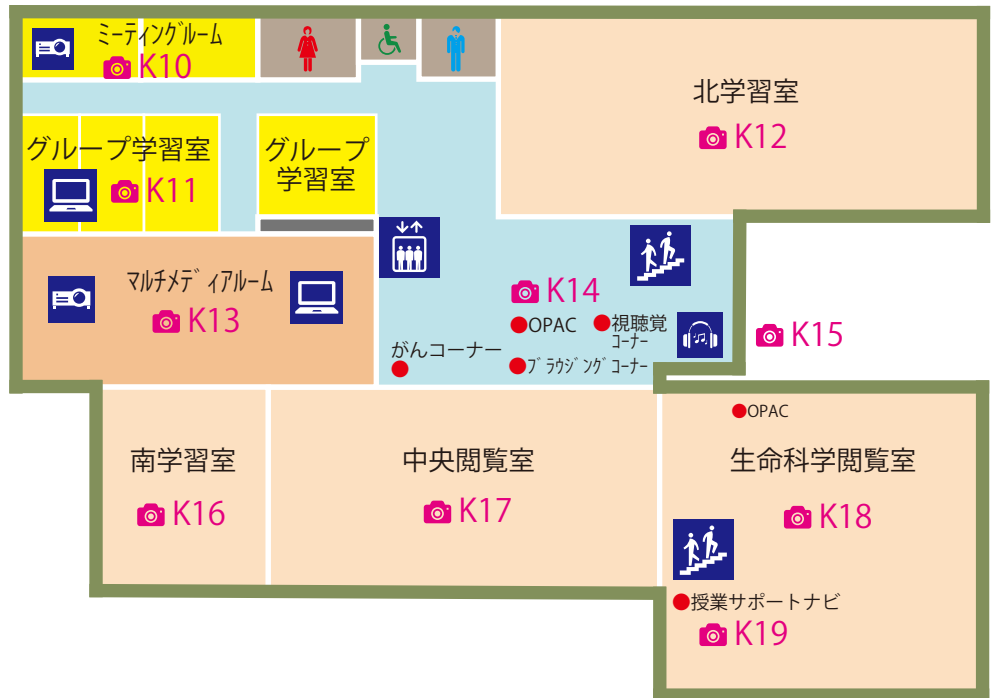 ミーティングルーム
K10
北学習室
K12
グループ学習室
K11
グループ
学習室
マルチメディアルーム
K13
K14
OPAC
視聴覚
コーナー
K15
がんコーナー
ブラウジングコーナー
OPAC
南学習室
K16
中央閲覧室
K17
生命科学閲覧室
K18
授業サポートナビ
K19